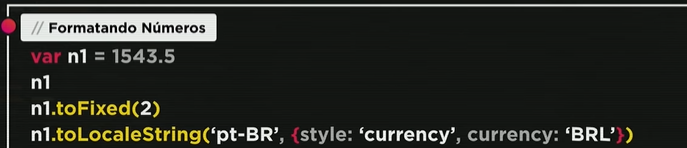 // Formatando Números
var n1 = 1543.5
n1
n1.toFixed(2)
n1.toLocaleString(‘pt-BR’, {style: ‘currency’, currency: ‘BRL’})